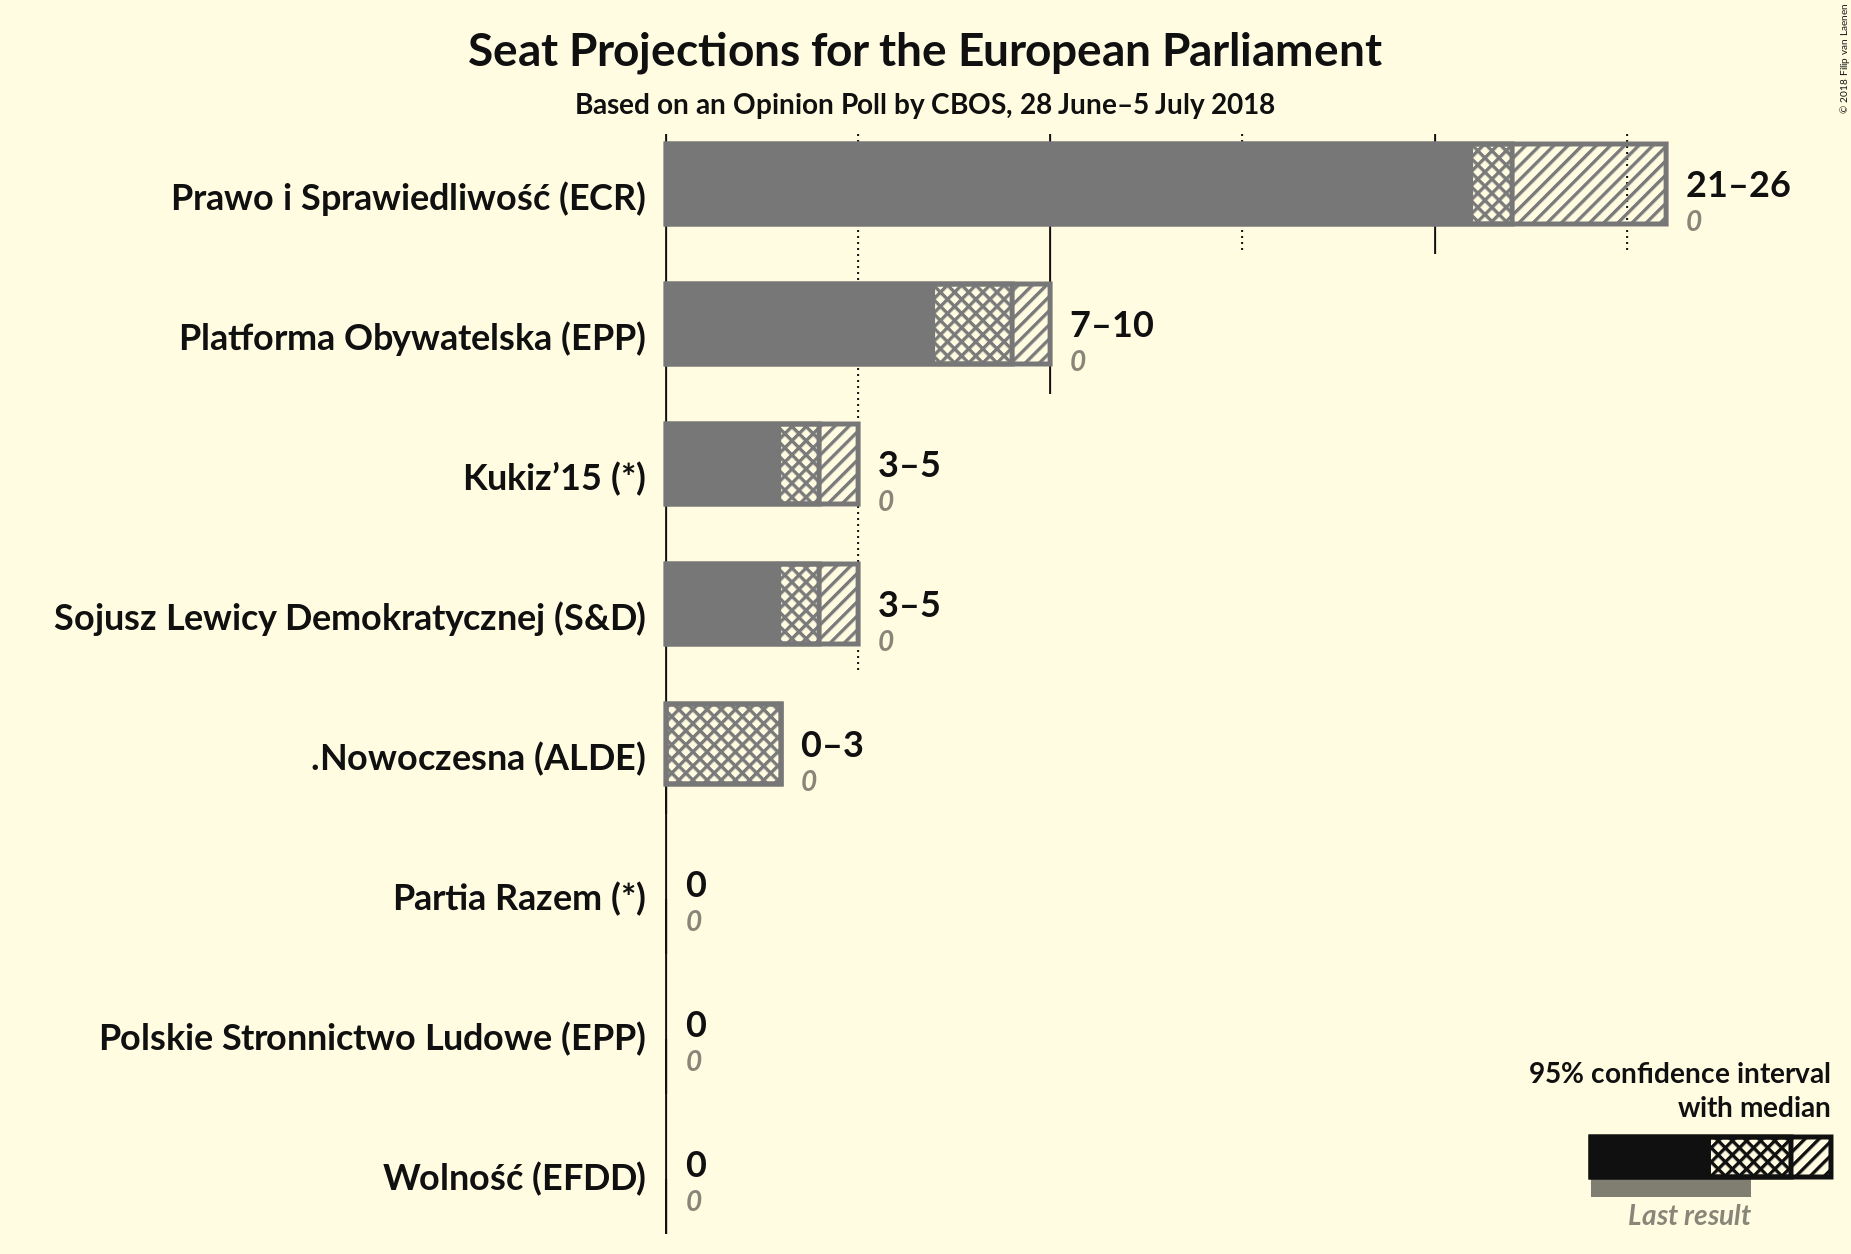 Seat Projections for the European Parliament
Based on an Opinion Poll by CBOS, 28 June–5 July 2018
© 2018 Filip van Laenen
Prawo i Sprawiedliwość (ECR)
21–26
0
Platforma Obywatelska (EPP)
7–10
0
Kukiz’15 (*)
3–5
0
Sojusz Lewicy Demokratycznej (S&D)
3–5
0
.Nowoczesna (ALDE)
0–3
0
Partia Razem (*)
0
0
Polskie Stronnictwo Ludowe (EPP)
0
0
Wolność (EFDD)
0
0
95% confidence interval
with median
Last result